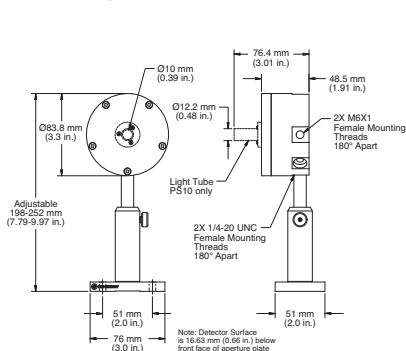 76.4 mm
(3.01 in.)
Ø10 mm
(0.39 in.)
48.5 mm
(1.91 in.)
Ø12.2 mm
(0.48 in.)
2X M6X1
Female Mounting
Threads
180° Apart
Ø83.8 mm
(3.3 in.)
Light Tube
PS10 only
Adjustable
198-252 mm
(7.79-9.97 in.)
2X 1/4-20 UNC
Female Mounting
Threads
180° Apart
51 mm
(2.0 in.)
51 mm
(2.0 in.)
76 mm
(3.0 in.)
Note: Detector Surface
is 16.63 mm (0.66 in.) below
front face of aperture plate